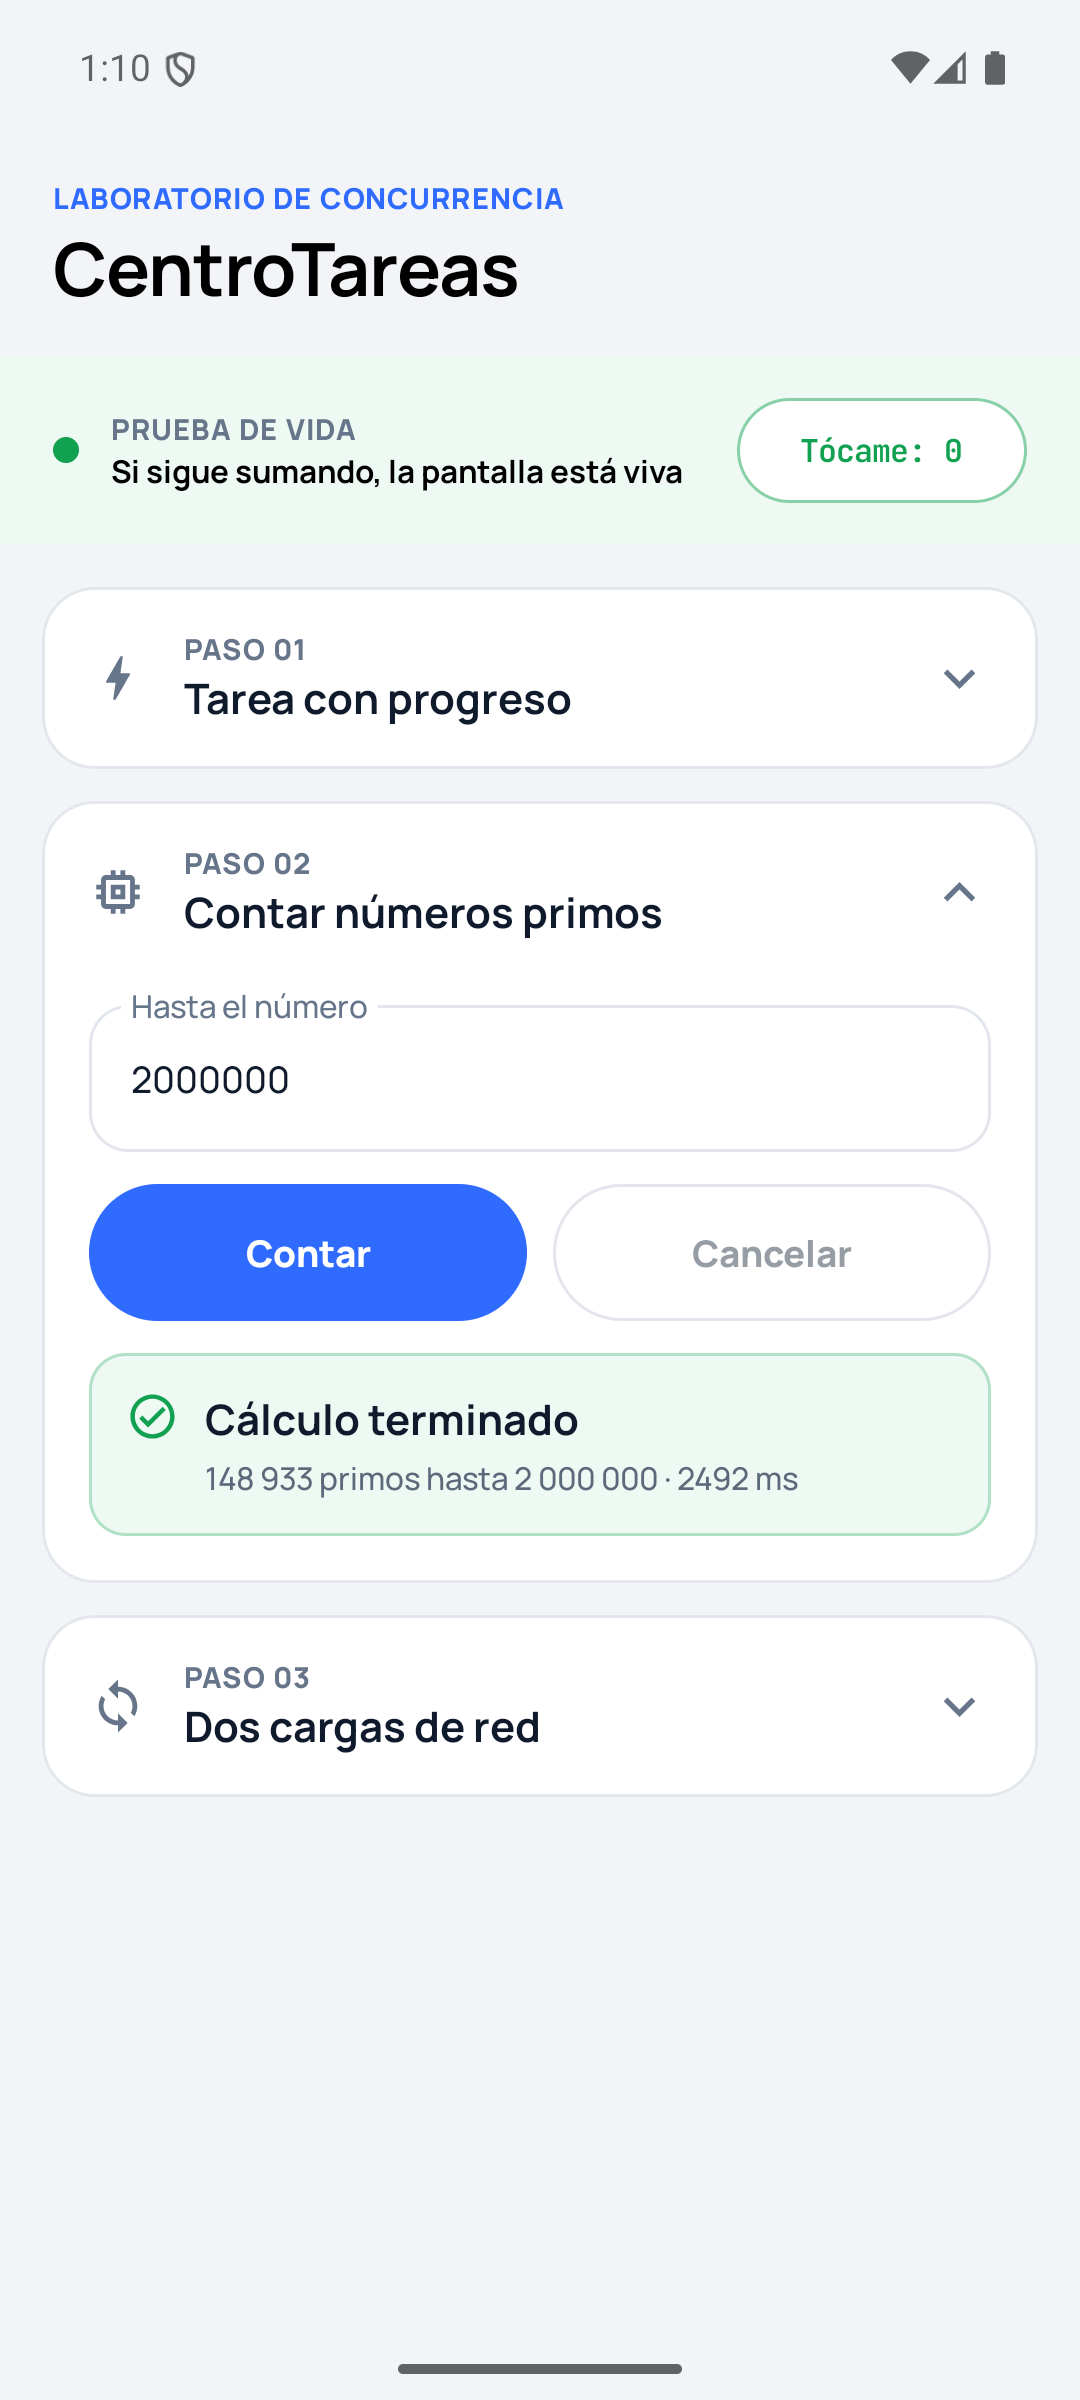 1:10
LABORATORIO DE CONCURRENCIA
CentroTareas
PRUEBA DE VIDA
Si sigue sumando, la pantalla está viva
Tócame: 0
PASO 01
Tarea con progreso
PASO 02
Contar números primos
Hasta el número
2000000
Contar
Cancelar
Cálculo terminado
148 933 primos hasta 2 000 000 · 2492 ms
PASO 03
Dos cargas de red